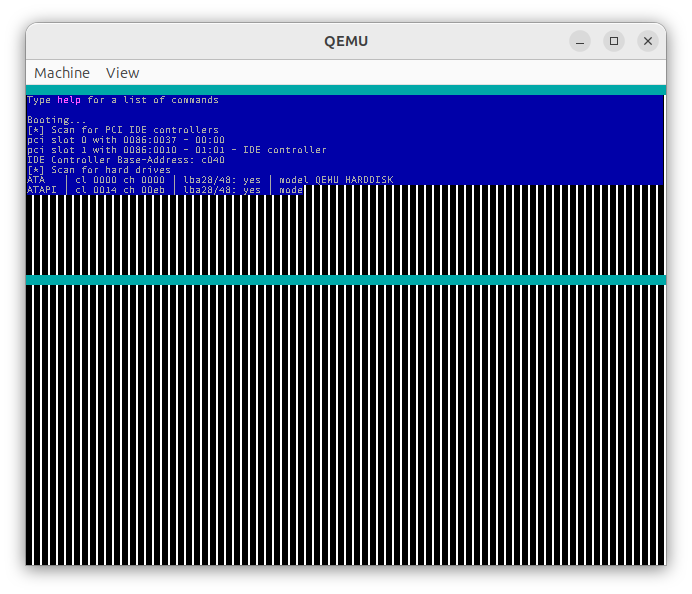 QEMU
Machine View
Type help for a list of commands
Booting...
[*] Scan for PCI IDE controllers
pci slot 0 with 8086:0037 - 00:00
pci slot 1 with 8086:0010 - 01:01 - IDE controller
IDE Controller Base-Address: c040
[*] Scan for hard drives
ATA | cl 0000 ch 0000 | lba28/48: yes | model QEMU HARDDISK
ATAPI | cl 0014 ch 00eb | lba28/48: yes | mode